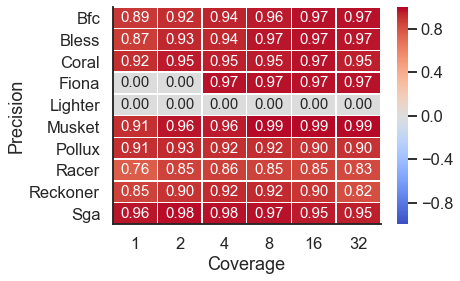 Precision
Bfc 0.89 0.92 0.94 0.96 0.97 0.97
Bless 0.87 0.93 0.94 0.97 0.97 0.97
Coral 0.92 0.95 0.95 0.95 0.97 0.95
Fiona 0.00 0.00 0.97 0.97 0.97 0.97
Lighter 0.00 0.00 0.00 0.00 0.00 0.00
Musket 0.91 0.96 0.96 0.99 0.99 0.99
Pollux 0.91 0.93 0.92 0.92 0.90 0.90
Racer 0.76 0.85 0.86 0.85 0.85 0.83
Reckoner 0.85 0.90 0.92 0.92 0.90 0.82
Sga 0.96 0.98 0.98 0.97 0.95 0.95
1 2 4 8 16 32
Coverage
0.8
0.4
0.0
−0.4
−0.8